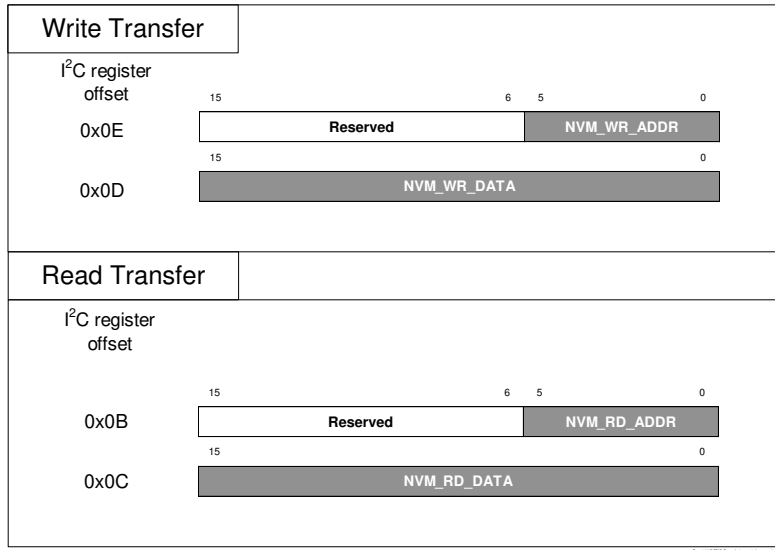 Write Transfer
I²C register
offset
15 6 5 0
0x0E Reserved NVM_WR_ADDR
15 0
0x0D NVM_WR_DATA
Read Transfer
I²C register
offset
15 6 5 0
0x0B Reserved NVM_RD_ADDR
15 0
0x0C NVM_RD_DATA